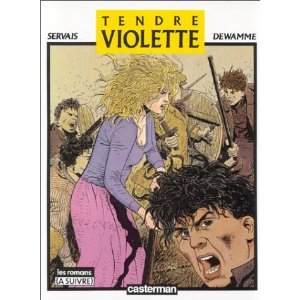 TENDRE
VIOLETTE
SERVAIS
DEWAMME
les romans
(A SUIVRE)
casterman